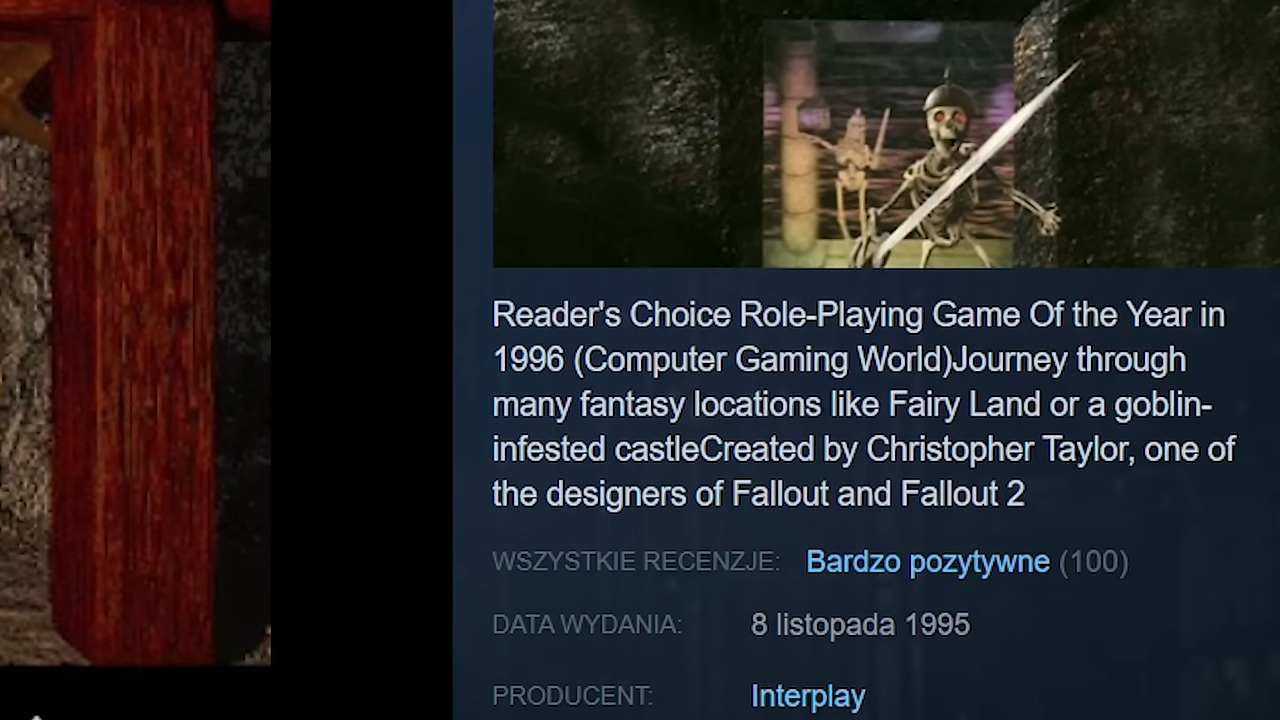 Reader's Choice Role-Playing Game Of the Year in
1996 (Computer Gaming World)Journey through
many fantasy locations like Fairy Land or a goblin-
infested castleCreated by Christopher Taylor, one of
the designers of Fallout and Fallout 2
WSZYSTKIE RECENZJE: Bardzo pozytywne (100)
DATA WYDANIA: 8 listopada 1995
PRODUCENT: Interplay